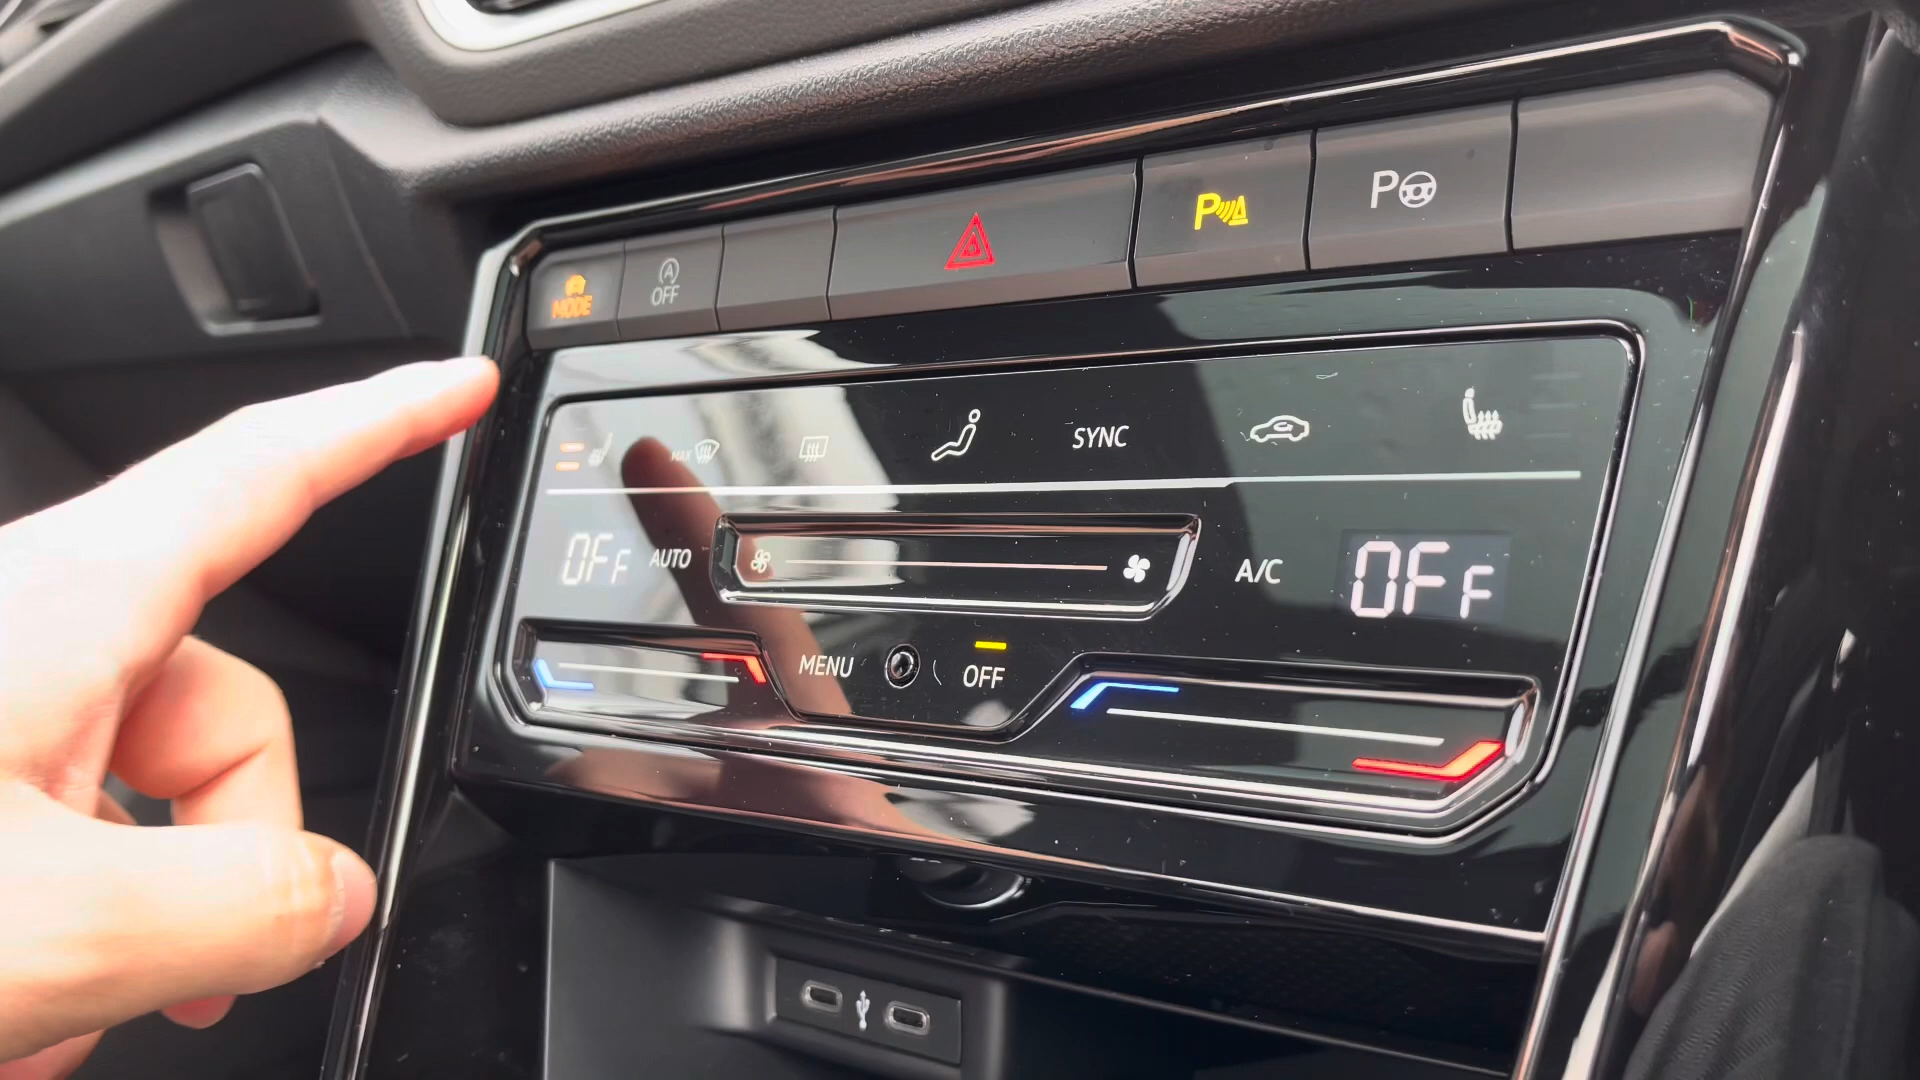 MODE
A
OFF
P
P
MAX
SYNC
OFF
AUTO
A/C
OFF
MENU
OFF